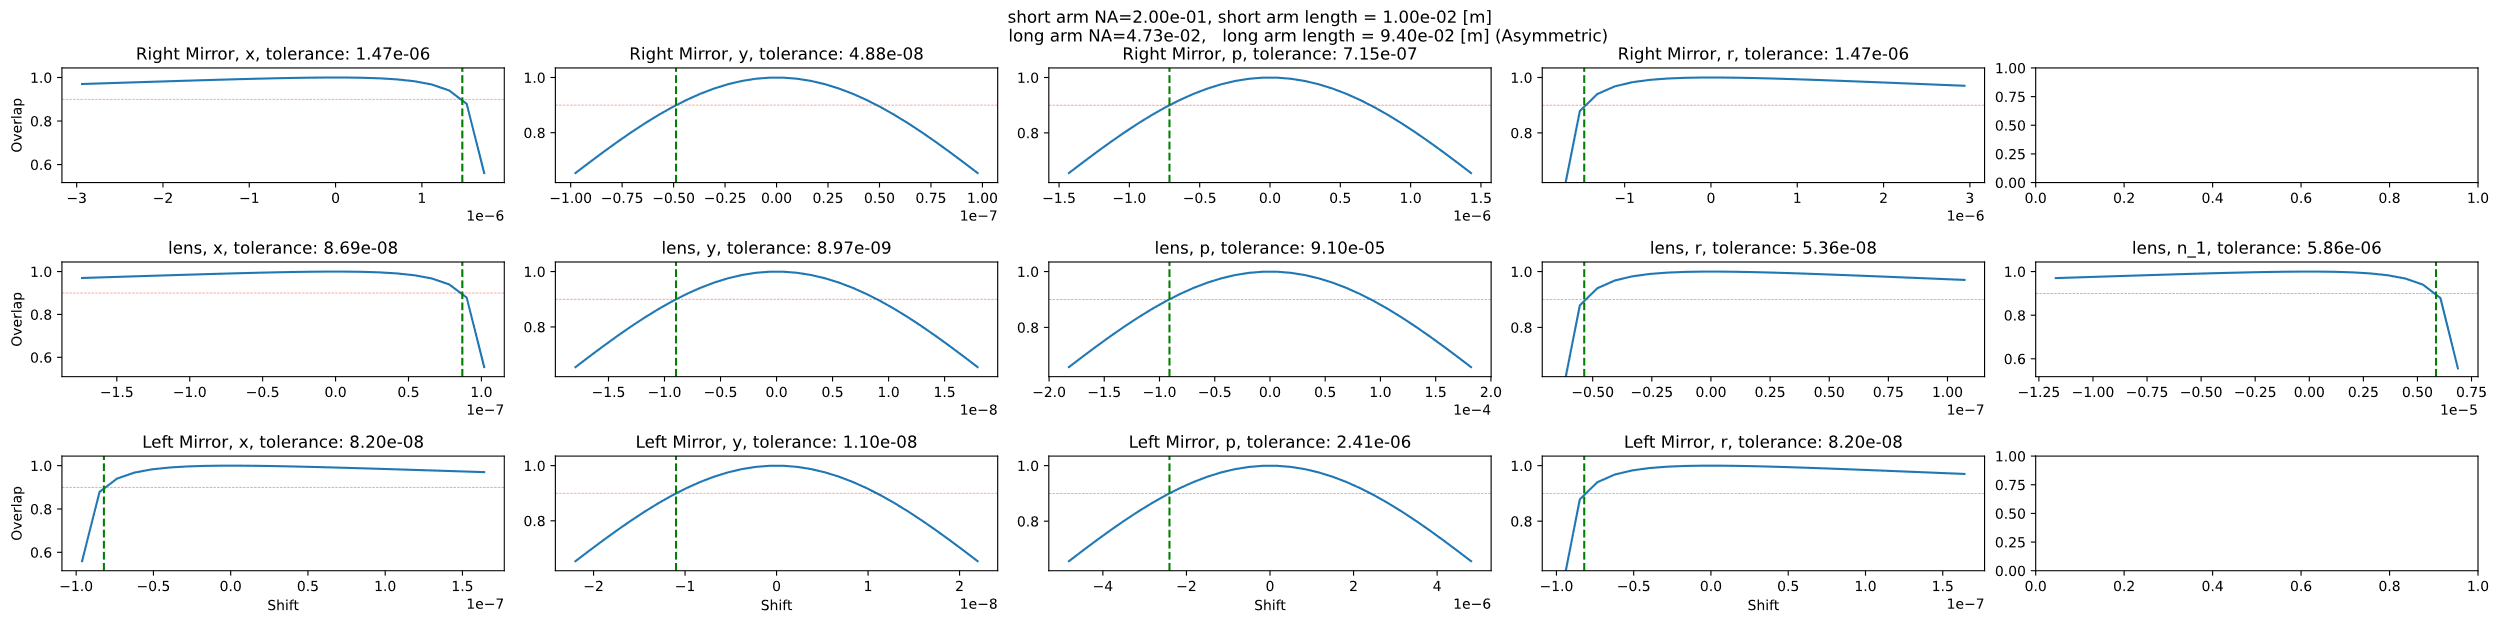 short arm NA=2.00e-01, short arm length = 1.00e-02 [m]
long arm NA=4.73e-02, long arm length = 9.40e-02 [m] (Asymmetric)
Right Mirror, x, tolerance: 1.47e-06
Right Mirror, y, tolerance: 4.88e-08
Right Mirror, p, tolerance: 7.15e-07
Right Mirror, r, tolerance: 1.47e-06
Overlap
1.0
0.8
0.6
−3 −2 −1 0 1
1e−6
1.0
0.8
−1.00 −0.75 −0.50 −0.25 0.00 0.25 0.50 0.75 1.00
1e−7
1.0
0.8
−1.5 −1.0 −0.5 0.0 0.5 1.0 1.5
1e−6
1.0
0.8
−1 0 1 2 3
1e−6
1.00
0.75
0.50
0.25
0.00
0.0 0.2 0.4 0.6 0.8 1.0
lens, x, tolerance: 8.69e-08
lens, y, tolerance: 8.97e-09
lens, p, tolerance: 9.10e-05
lens, r, tolerance: 5.36e-08
lens, n_1, tolerance: 5.86e-06
Overlap
1.0
0.8
0.6
−1.5 −1.0 −0.5 0.0 0.5 1.0
1e−7
1.0
0.8
−1.5 −1.0 −0.5 0.0 0.5 1.0 1.5
1e−8
1.0
0.8
−2.0 −1.5 −1.0 −0.5 0.0 0.5 1.0 1.5 2.0
1e−4
1.0
0.8
−0.50 −0.25 0.00 0.25 0.50 0.75 1.00
1e−7
1.0
0.8
0.6
−1.25 −1.00 −0.75 −0.50 −0.25 0.00 0.25 0.50 0.75
1e−5
Left Mirror, x, tolerance: 8.20e-08
Left Mirror, y, tolerance: 1.10e-08
Left Mirror, p, tolerance: 2.41e-06
Left Mirror, r, tolerance: 8.20e-08
Overlap
1.0
0.8
0.6
−1.0 −0.5 0.0 0.5 1.0 1.5
Shift
1e−7
1.0
0.8
−2 −1 0 1 2
Shift
1e−8
1.0
0.8
−4 −2 0 2 4
Shift
1e−6
1.0
0.8
−1.0 −0.5 0.0 0.5 1.0 1.5
Shift
1e−7
1.00
0.75
0.50
0.25
0.00
0.0 0.2 0.4 0.6 0.8 1.0